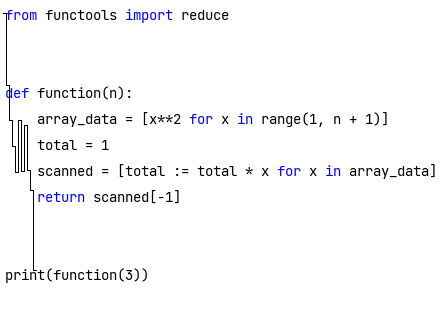 from functools import reduce
def function(n):
    array_data = [x**2 for x in range(1, n + 1)]
    total = 1
    scanned = [total := total * x for x in array_data]
    return scanned[-1]
print(function(3))